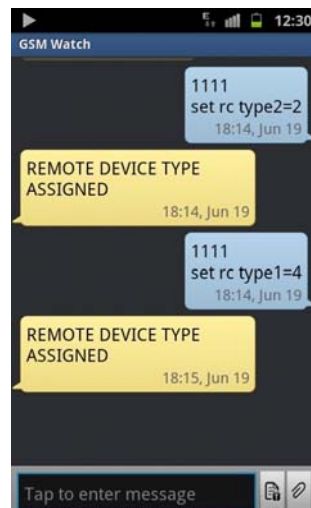 12:30
GSM Watch
1111
set rc type2=2
18:14, Jun 19
REMOTE DEVICE TYPE
ASSIGNED
18:14, Jun 19
1111
set rc type1=4
18:14, Jun 19
REMOTE DEVICE TYPE
ASSIGNED
18:15, Jun 19
Tap to enter message